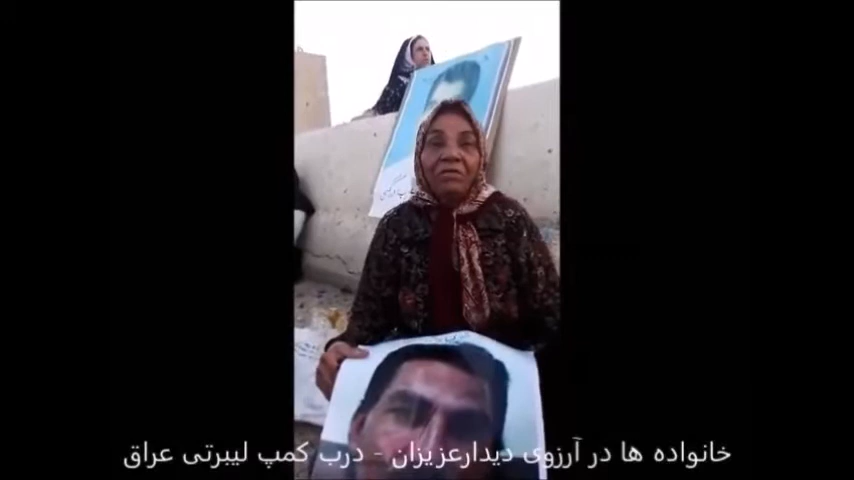 خانواده ها در آرزوی دیدارعزیزان - درب کمپ لیبرتی عراق